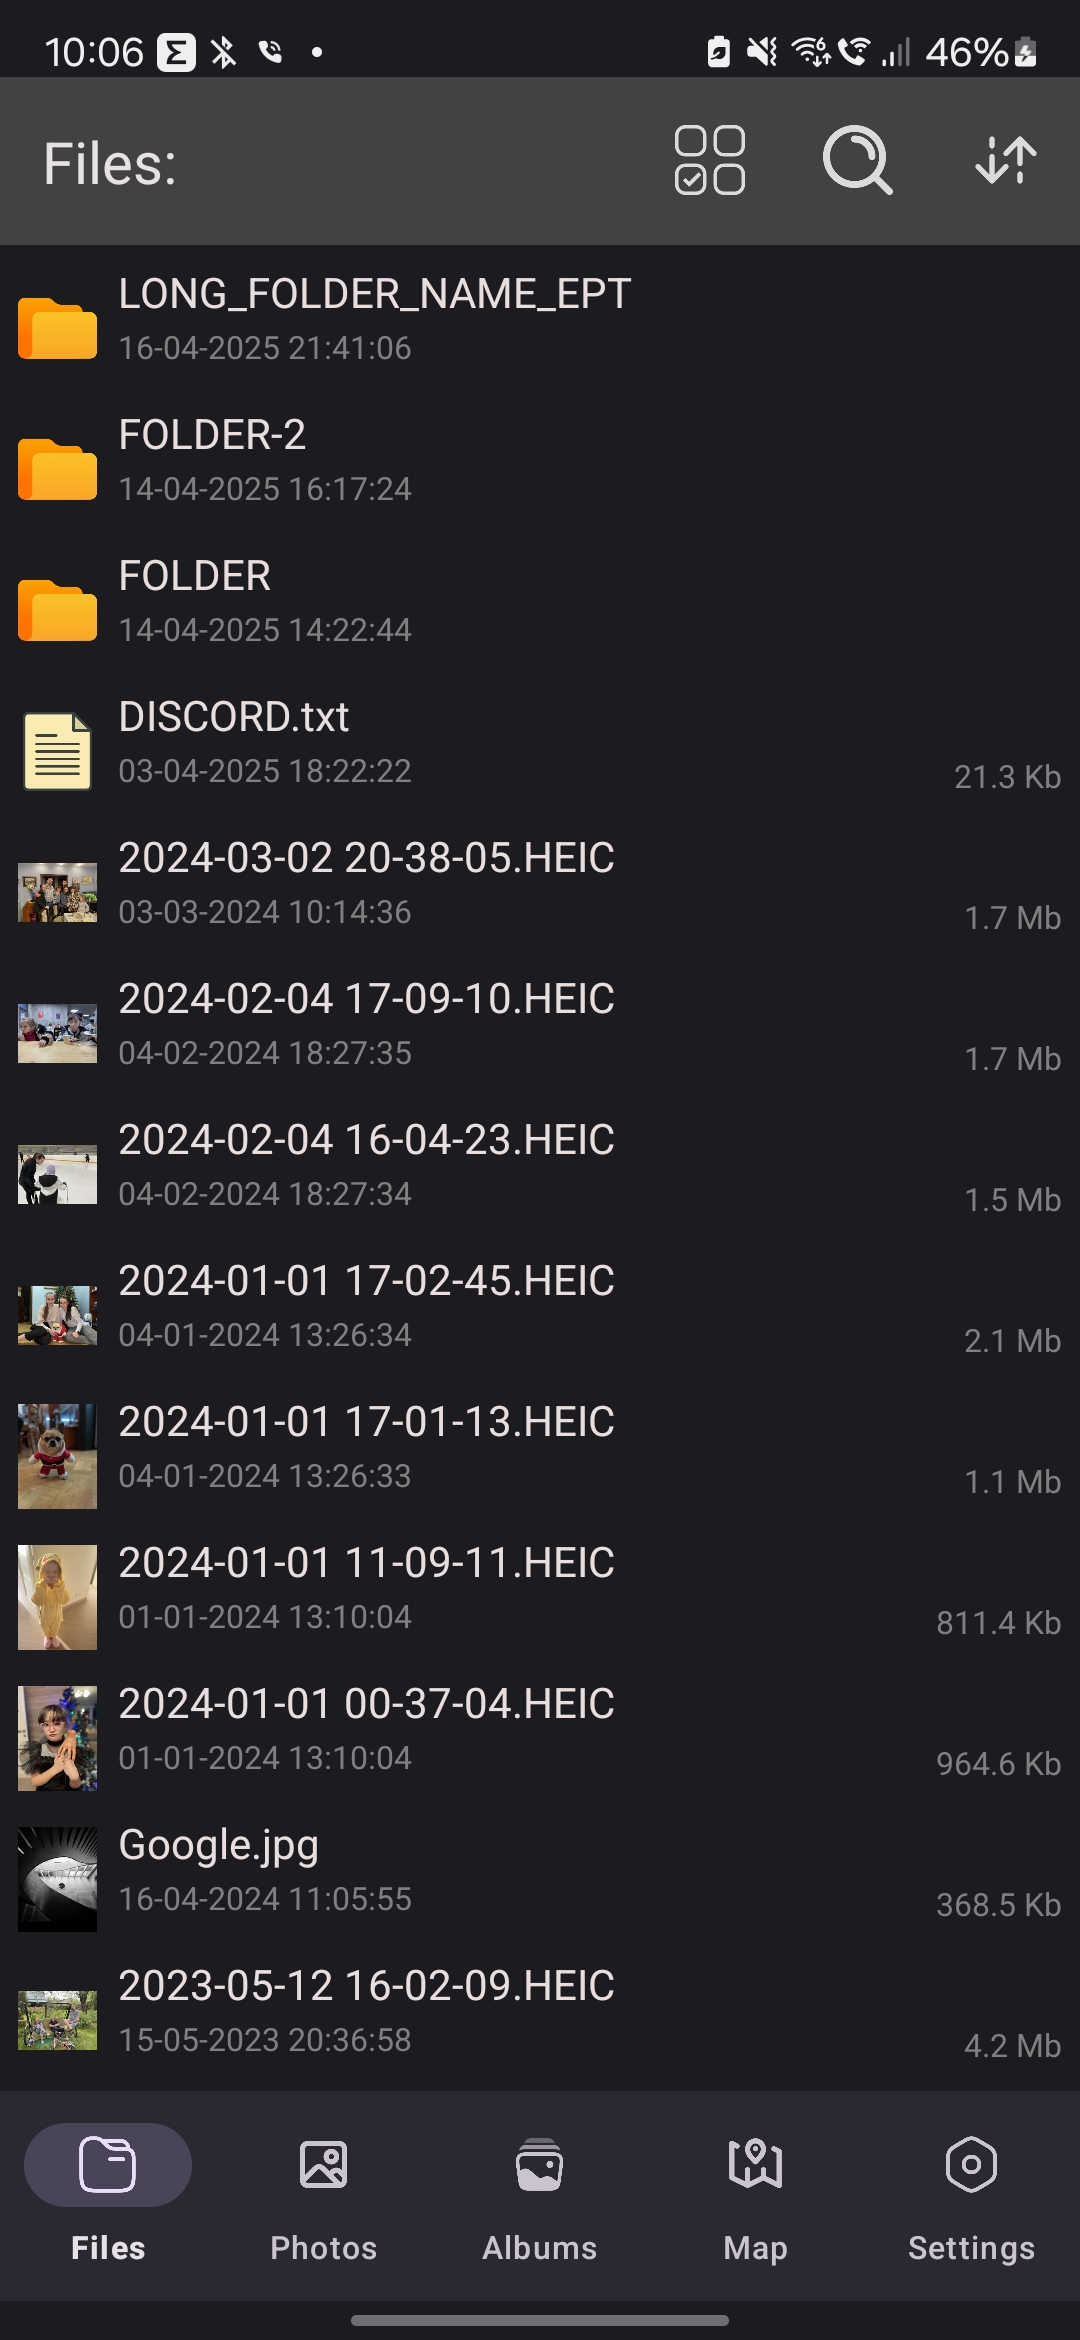 10:06 Σ 6 46%
Files:
LONG_FOLDER_NAME_EPT
16-04-2025 21:41:06
FOLDER-2
14-04-2025 16:17:24
FOLDER
14-04-2025 14:22:44
DISCORD.txt
03-04-2025 18:22:22
21.3 Kb
2024-03-02 20-38-05.HEIC
03-03-2024 10:14:36
1.7 Mb
2024-02-04 17-09-10.HEIC
04-02-2024 18:27:35
1.7 Mb
2024-02-04 16-04-23.HEIC
04-02-2024 18:27:34
1.5 Mb
2024-01-01 17-02-45.HEIC
04-01-2024 13:26:34
2.1 Mb
2024-01-01 17-01-13.HEIC
04-01-2024 13:26:33
1.1 Mb
2024-01-01 11-09-11.HEIC
01-01-2024 13:10:04
811.4 Kb
2024-01-01 00-37-04.HEIC
01-01-2024 13:10:04
964.6 Kb
Google.jpg
16-04-2024 11:05:55
368.5 Kb
2023-05-12 16-02-09.HEIC
15-05-2023 20:36:58
4.2 Mb
Files Photos Albums Map Settings